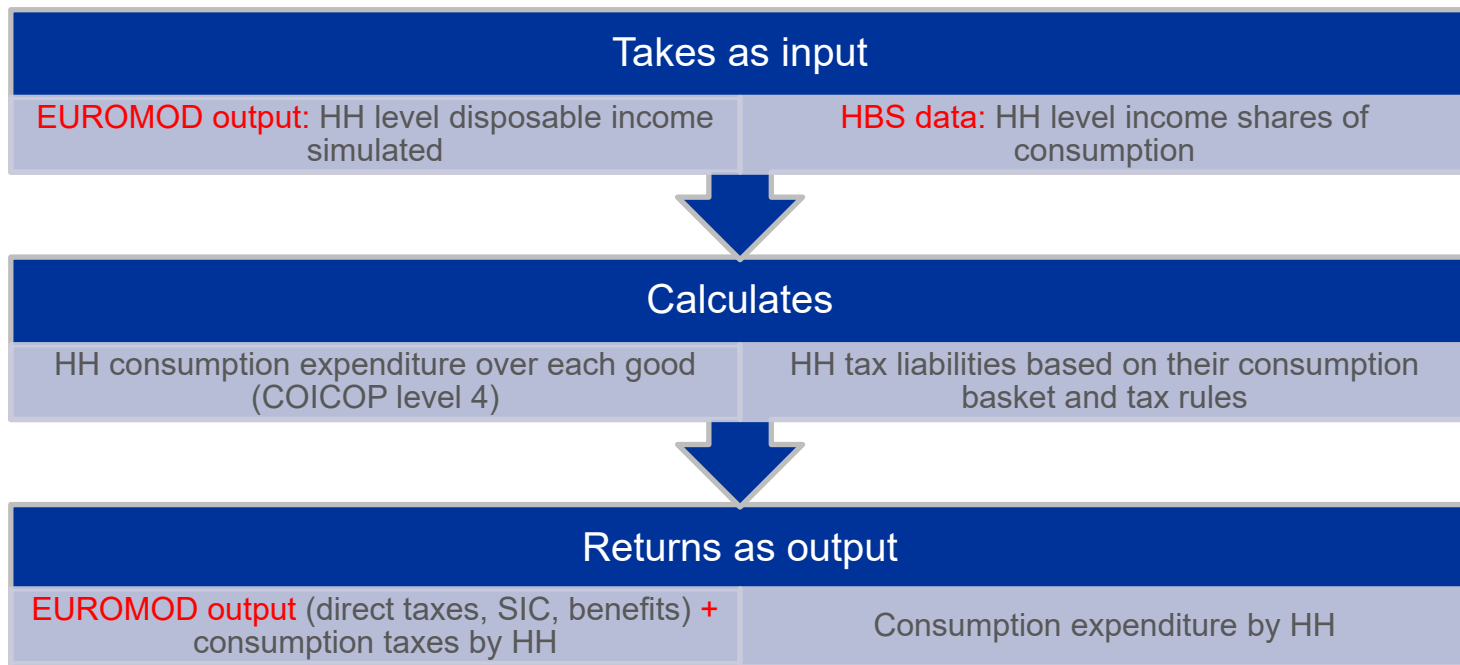 Takes as input
EUROMOD output: HH level disposable income
simulated
HBS data: HH level income shares of
consumption
Calculates
HH consumption expenditure over each good
(COICOP level 4)
HH tax liabilities based on their consumption
basket and tax rules
Returns as output
EUROMOD output (direct taxes, SIC, benefits) +
consumption taxes by HH
Consumption expenditure by HH